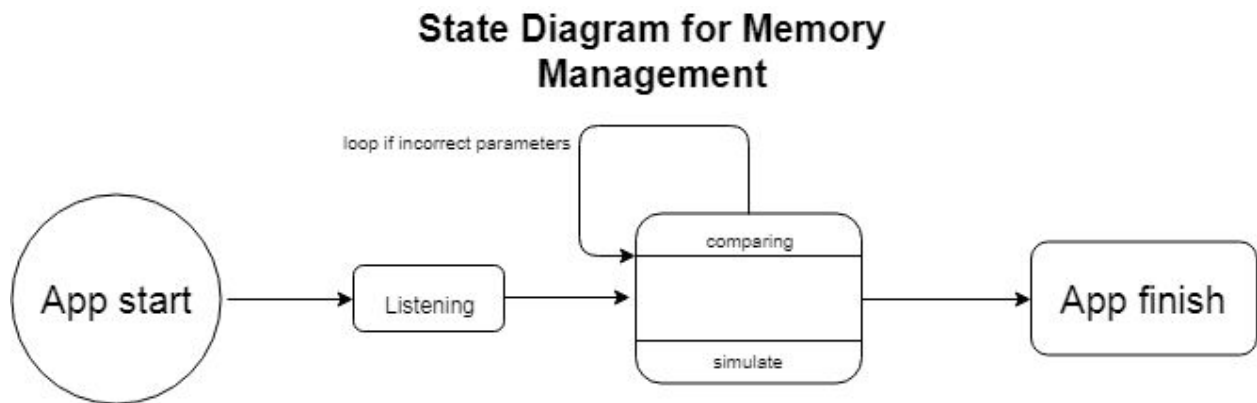 State Diagram for Memory
Management
loop if incorrect parameters
comparing
App start
Listening
App finish
simulate